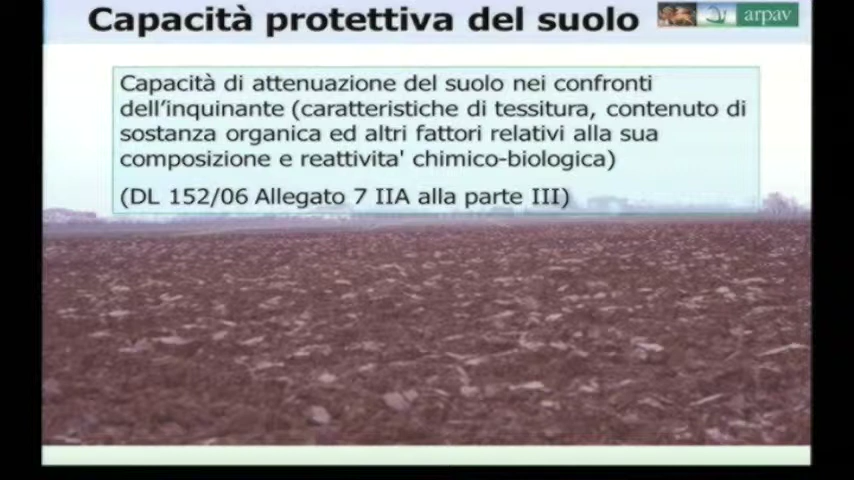 Capacità protettiva del suolo
arpav
Capacità di attenuazione del suolo nei confronti
dell'inquinante (caratteristiche di tessitura, contenuto di
sostanza organica ed altri fattori relativi alla sua
composizione e reattivita' chimico-biologica)
(DL 152/06 Allegato 7 IIA alla parte III)